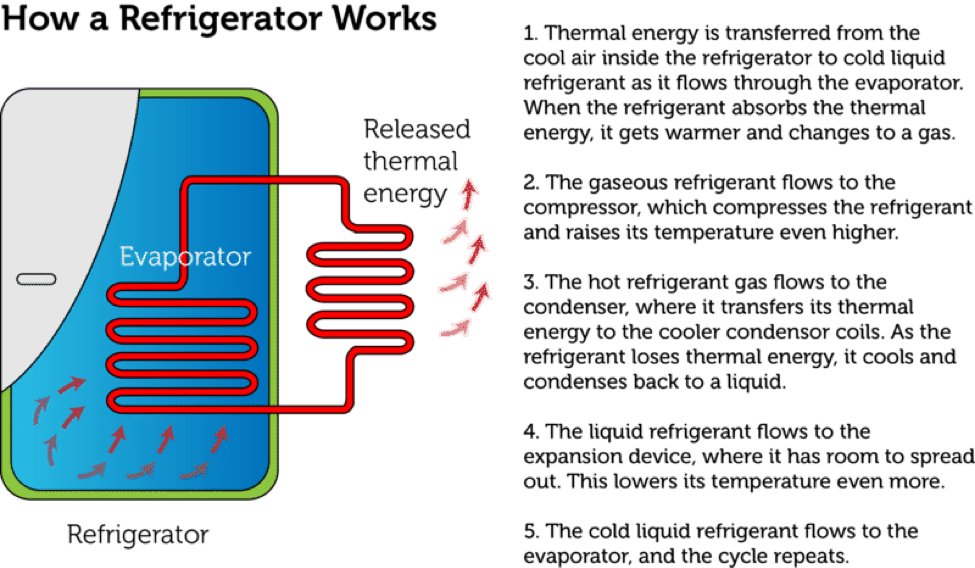 How a Refrigerator Works
Released
thermal
energy
Evaporator
Refrigerator
1. Thermal energy is transferred from the
cool air inside the refrigerator to cold liquid
refrigerant as it flows through the evaporator.
When the refrigerant absorbs the thermal
energy, it gets warmer and changes to a gas.
2. The gaseous refrigerant flows to the
compressor, which compresses the refrigerant
and raises its temperature even higher.
3. The hot refrigerant gas flows to the
condenser, where it transfers its thermal
energy to the cooler condensor coils. As the
refrigerant loses thermal energy, it cools and
condenses back to a liquid.
4. The liquid refrigerant flows to the
expansion device, where it has room to spread
out. This lowers its temperature even more.
5. The cold liquid refrigerant flows to the
evaporator, and the cycle repeats.